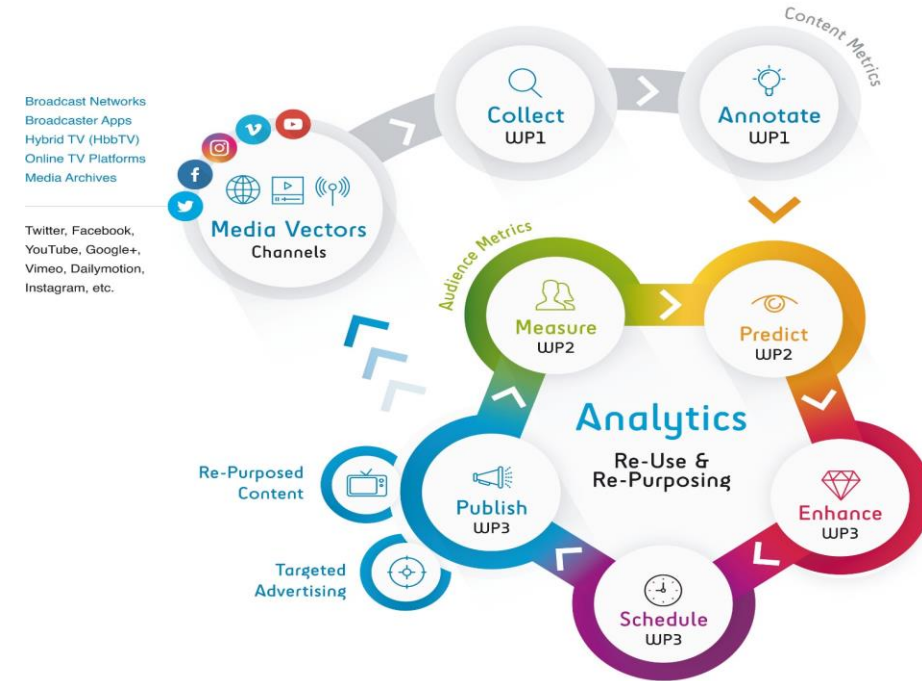 Content Metrics
Collect
WP1
Annotate
WP1
Broadcast Networks
Broadcaster Apps
Hybrid TV (HbbTV)
Online TV Platforms
Media Archives
Twitter, Facebook,
YouTube, Google+,
Vimeo, Dailymotion,
Instagram, etc.
Media Vectors
Channels
Audience Metrics
Measure
WP2
Predict
WP2
Analytics
Re-Use &
Re-Purposing
Re-Purposed
Content
Publish
WP3
Enhance
WP3
Targeted
Advertising
Schedule
WP3